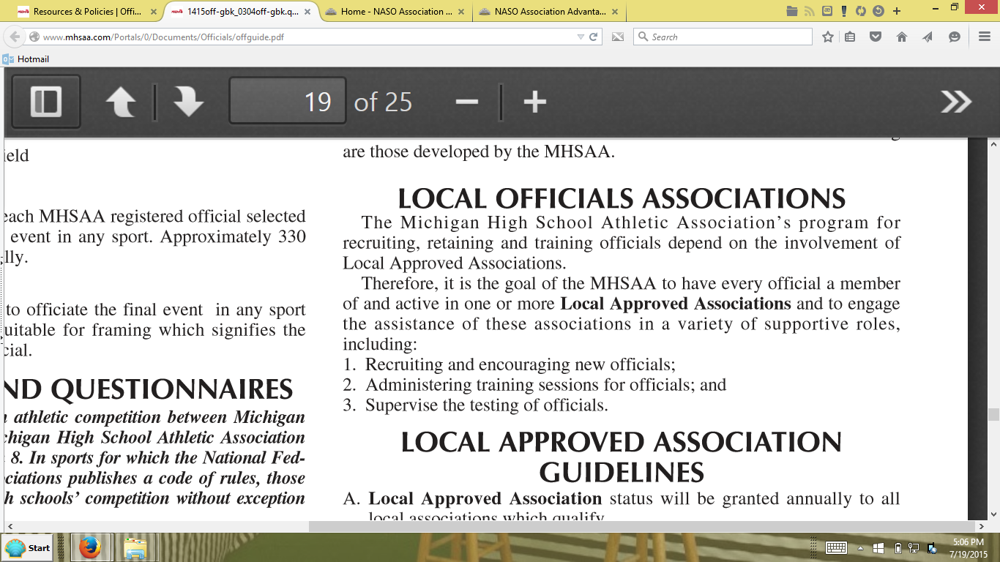 Resources & Policies | Offi...
1415off-gbk_0304off-gbk.q...
Home - NASO Association ...
NASO Association Advanta...
www.mhsaa.com/Portals/0/Documents/Officials/offguide.pdf
Search
Hotmail
19 of 25
ield
each MHSAA registered official selected
event in any sport. Approximately 330
lly.
to officiate the final event in any sport
uitable for framing which signifies the
cial.
ND QUESTIONNAIRES
n athletic competition between Michigan
chigan High School Athletic Association
8. In sports for which the National Fed-
ociations publishes a code of rules, those
h schools' competition without exception
are those developed by the MHSAA.
LOCAL OFFICIALS ASSOCIATIONS
The Michigan High School Athletic Association's program for
recruiting, retaining and training officials depend on the involvement of
Local Approved Associations.
Therefore, it is the goal of the MHSAA to have every official a member
of and active in one or more Local Approved Associations and to engage
the assistance of these associations in a variety of supportive roles,
including:
1. Recruiting and encouraging new officials;
2. Administering training sessions for officials; and
3. Supervise the testing of officials.
LOCAL APPROVED ASSOCIATION
GUIDELINES
A. Local Approved Association status will be granted annually to all
local associations which qualify.
Start
5:06 PM
7/19/2015